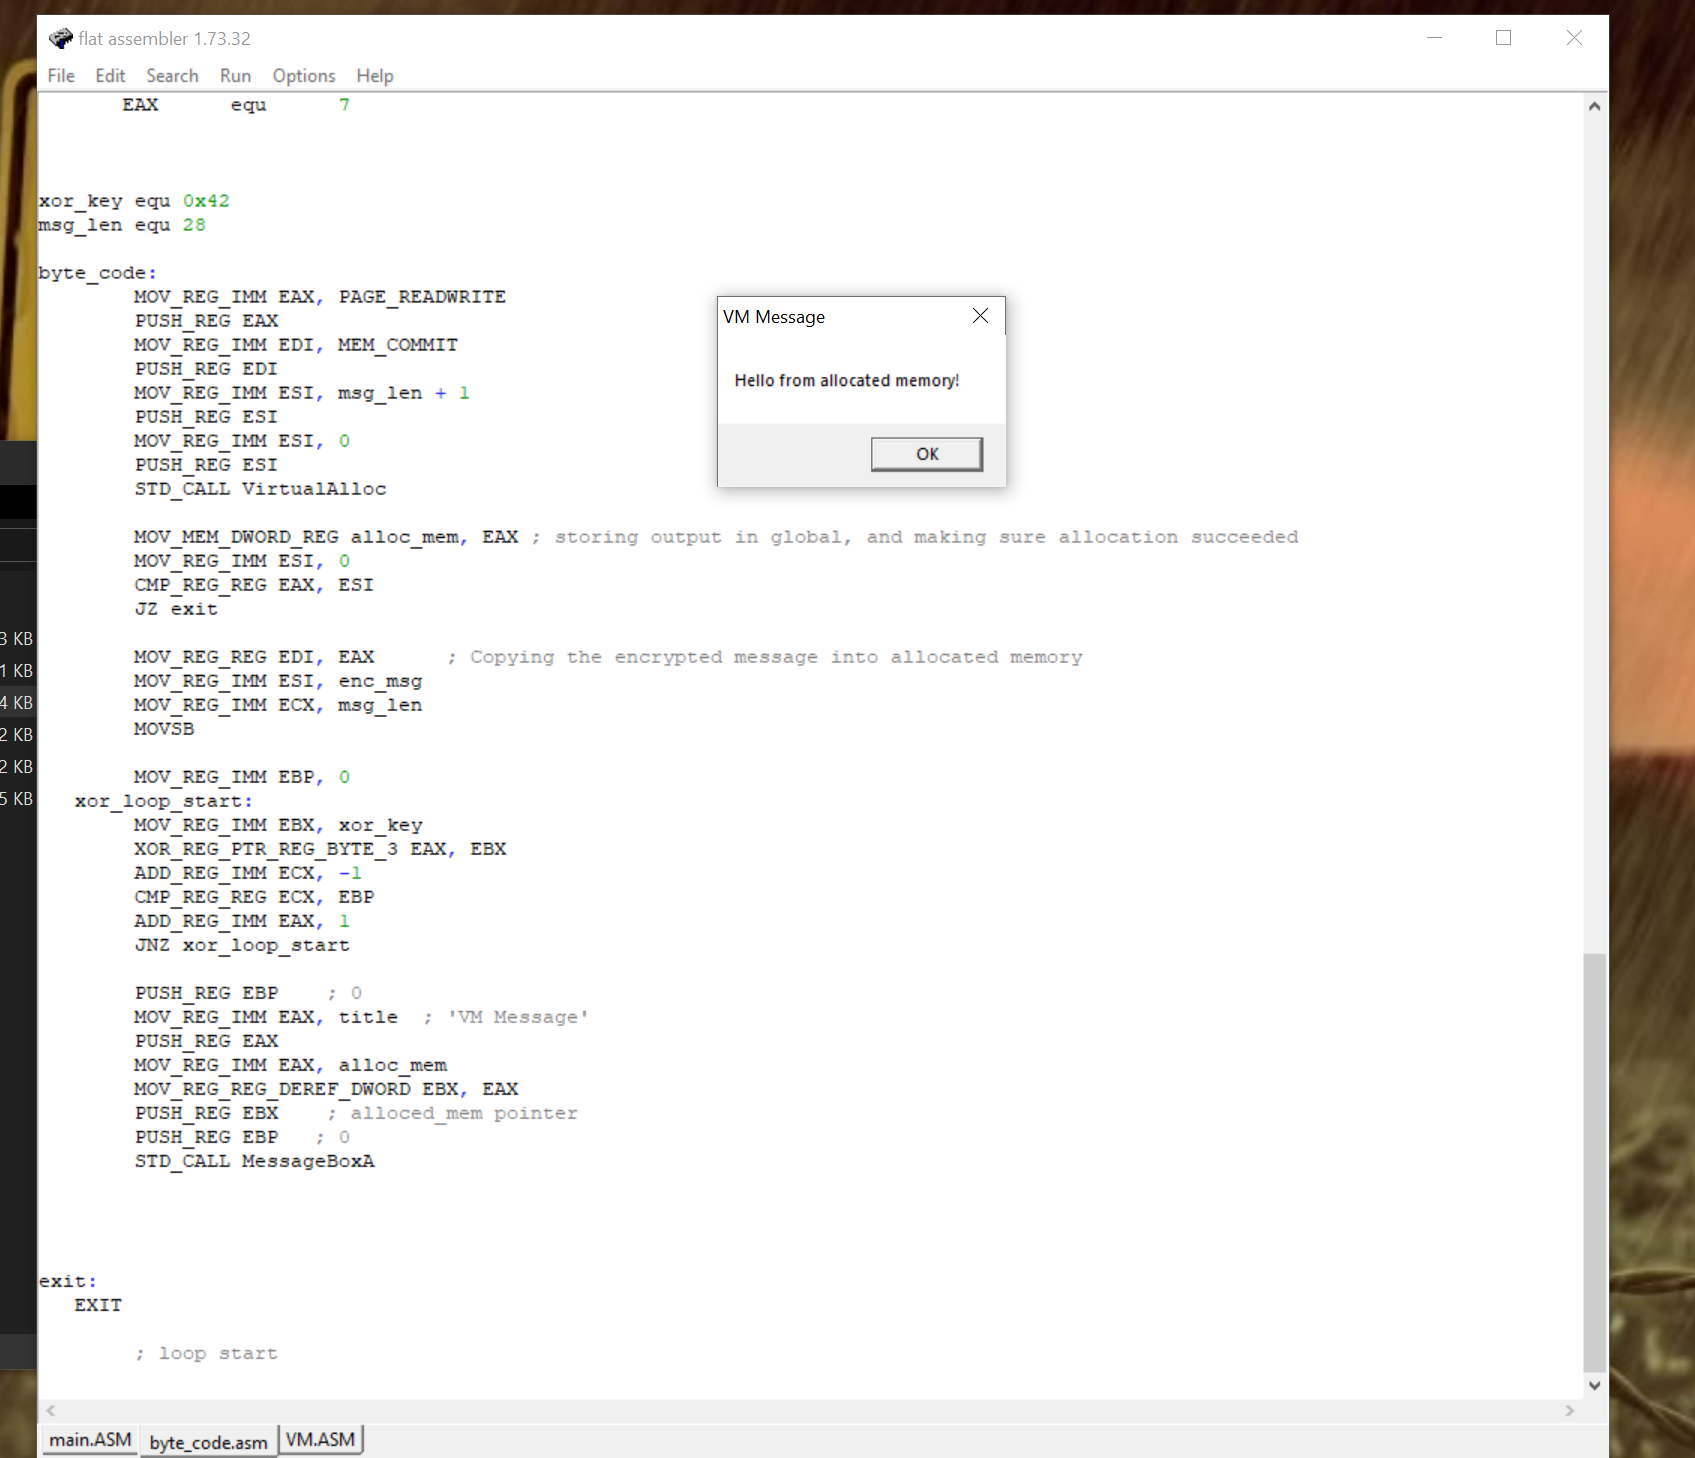 flat assembler 1.73.32
File Edit Search Run Options Help
EAX equ 7
xor_key equ 0x42
msg_len equ 28
byte_code:
MOV_REG_IMM EAX, PAGE_READWRITE
PUSH_REG EAX
MOV_REG_IMM EDI, MEM_COMMIT
PUSH_REG EDI
MOV_REG_IMM ESI, msg_len + 1
PUSH_REG ESI
MOV_REG_IMM ESI, 0
PUSH_REG ESI
STD_CALL VirtualAlloc
MOV_MEM_DWORD_REG alloc_mem, EAX ; storing output in global, and making sure allocation succeeded
MOV_REG_IMM ESI, 0
CMP_REG_REG EAX, ESI
JZ exit
MOV_REG_REG EDI, EAX ; Copying the encrypted message into allocated memory
MOV_REG_IMM ESI, enc_msg
MOV_REG_IMM ECX, msg_len
MOVSB
MOV_REG_IMM EBP, 0
xor_loop_start:
MOV_REG_IMM EBX, xor_key
XOR_REG_PTR_REG_BYTE_3 EAX, EBX
ADD_REG_IMM ECX, -1
CMP_REG_REG ECX, EBP
ADD_REG_IMM EAX, 1
JNZ xor_loop_start
PUSH_REG EBP ; 0
MOV_REG_IMM EAX, title ; 'VM Message'
PUSH_REG EAX
MOV_REG_IMM EAX, alloc_mem
MOV_REG_REG_DEREF_DWORD EBX, EAX
PUSH_REG EBX ; alloced_mem pointer
PUSH_REG EBP ; 0
STD_CALL MessageBoxA
exit:
EXIT
; loop start
main.ASM byte_code.asm VM.ASM
VM Message
Hello from allocated memory!
OK
3 KB
1 KB
4 KB
2 KB
2 KB
5 KB